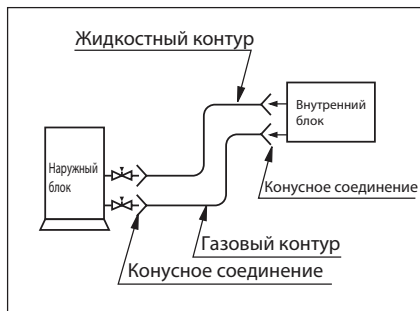 Жидкостный контур
Внутренний
блок
Наружный
блок
Конусное соединение
Газовый контур
Конусное соединение